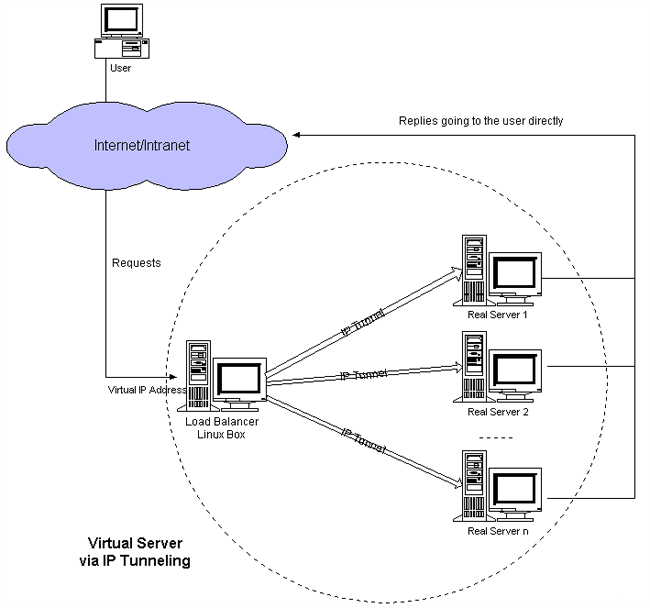 User
Internet/Intranet
Replies going to the user directly
Requests
IP Tunnel
Real Server 1
IP Tunnel
Virtual IP Address
Load Balancer
Linux Box
Real Server 2
IP Tunnel
Real Server n
Virtual Server
via IP Tunneling